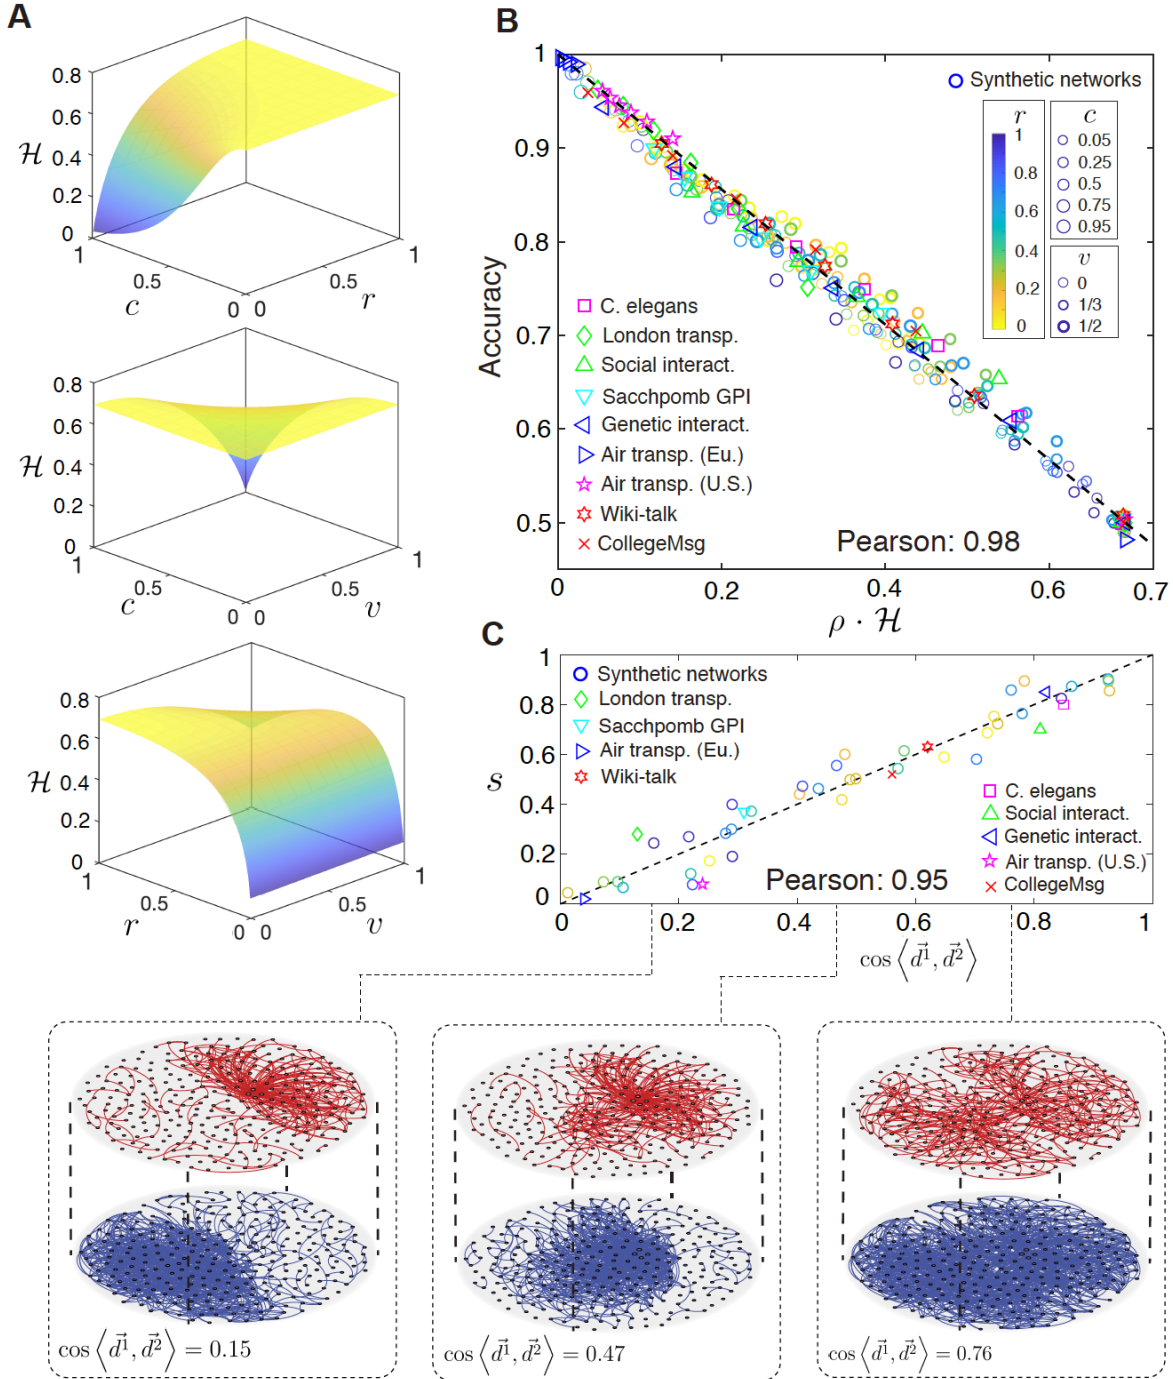 A
0.8
0.6
ℋ
0.4
0.2
0
1
0.5
c
0 0
0.5
r
1
0.8
0.6
ℋ
0.4
0.2
0
1
0.5
c
0 0
0.5
v
1
0.8
0.6
ℋ
0.4
0.2
0
1
0.5
r
0 0
0.5
v
1
B
1
0.9
0.8
0.7
0.6
0.5
Accuracy
Synthetic networks
r
1
0.8
0.6
0.4
0.2
0
c
0.05
0.25
0.5
0.75
0.95
v
0
1/3
1/2
C. elegans
London transp.
Social interact.
Sacchpomb GPI
Genetic interact.
Air transp. (Eu.)
Air transp. (U.S.)
Wiki-talk
CollegeMsg
Pearson: 0.98
0 0.2 0.4 0.6 0.7
ρ · ℋ
C
1
0.8
0.6
0.4
0.2
0
s
Synthetic networks
London transp.
Sacchpomb GPI
Air transp. (Eu.)
Wiki-talk
C. elegans
Social interact.
Genetic interact.
Air transp. (U.S.)
CollegeMsg
Pearson: 0.95
0 0.2 0.4 0.6 0.8 1
cos⟨d⃗¹, d⃗²⟩
cos⟨d⃗¹, d⃗²⟩ = 0.15
cos⟨d⃗¹, d⃗²⟩ = 0.47
cos⟨d⃗¹, d⃗²⟩ = 0.76